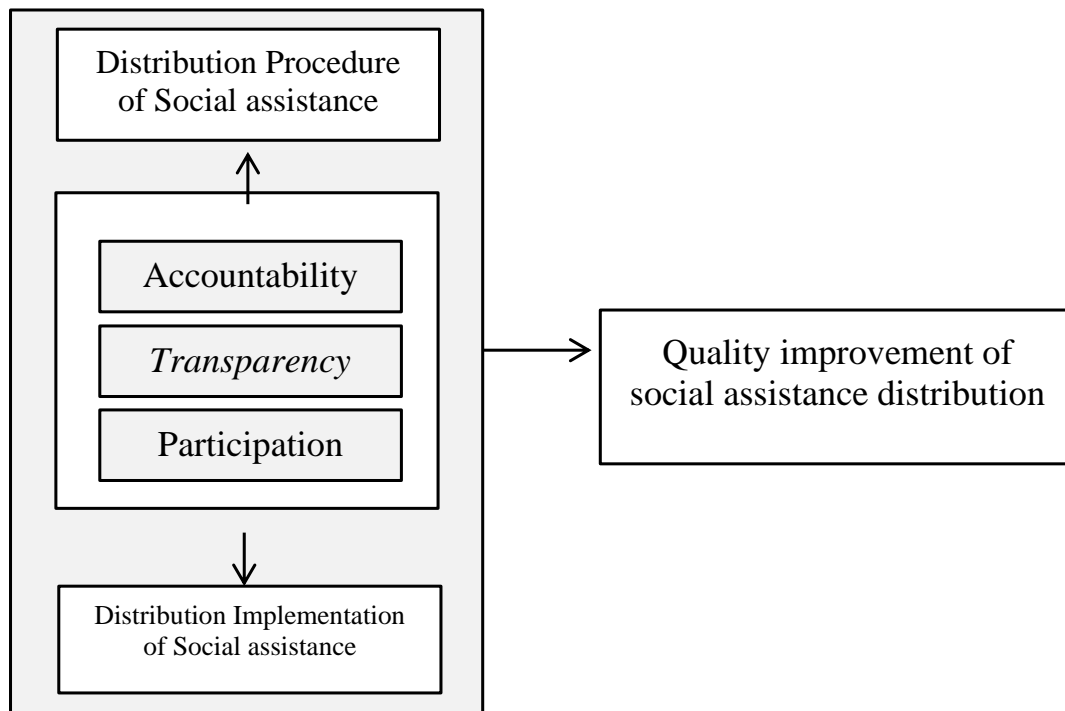 Distribution Procedure
of Social assistance
Accountability
Transparency
Participation
Quality improvement of
social assistance distribution
Distribution Implementation
of Social assistance